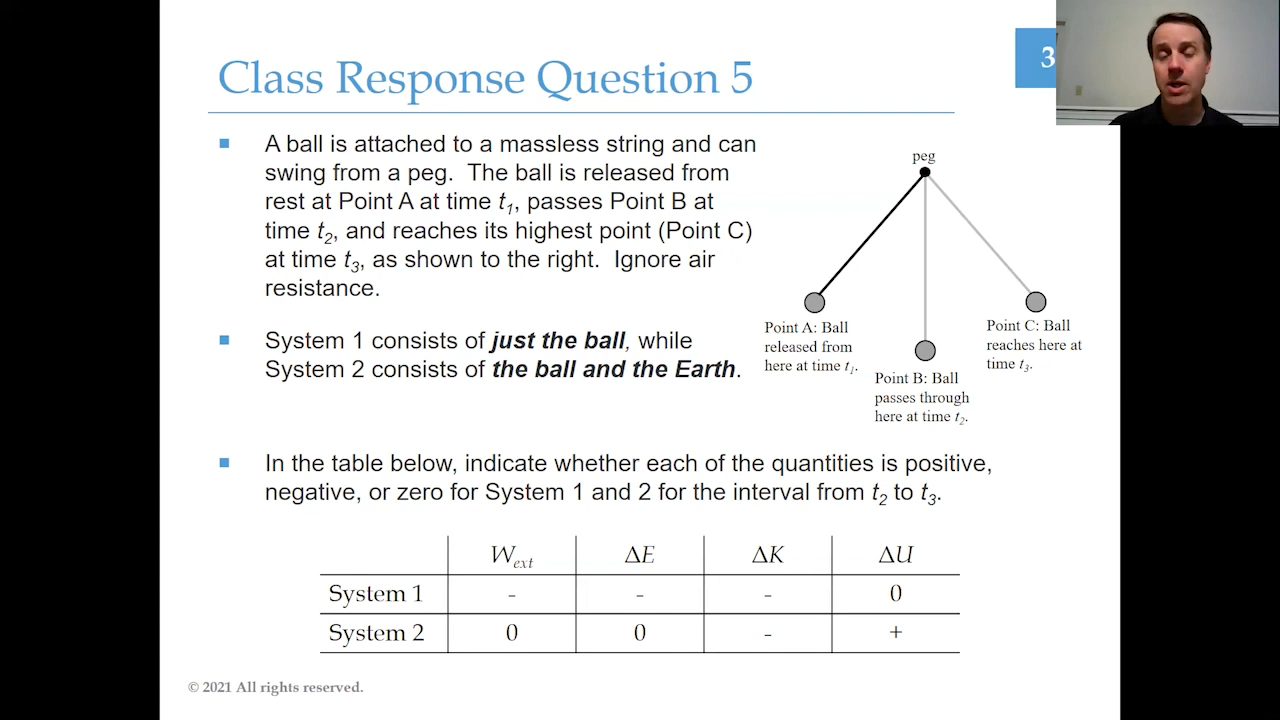 Class Response Question 5
3
A ball is attached to a massless string and can
swing from a peg. The ball is released from
rest at Point A at time t1, passes Point B at
time t2, and reaches its highest point (Point C)
at time t3, as shown to the right. Ignore air
resistance.
System 1 consists of just the ball, while
System 2 consists of the ball and the Earth.
peg
Point A: Ball
released from
here at time t1.
Point B: Ball
passes through
here at time t2.
Point C: Ball
reaches here at
time t3.
In the table below, indicate whether each of the quantities is positive,
negative, or zero for System 1 and 2 for the interval from t2 to t3.
Wext ΔE ΔK ΔU
System 1 - - - 0
System 2 0 0 - +
© 2021 All rights reserved.